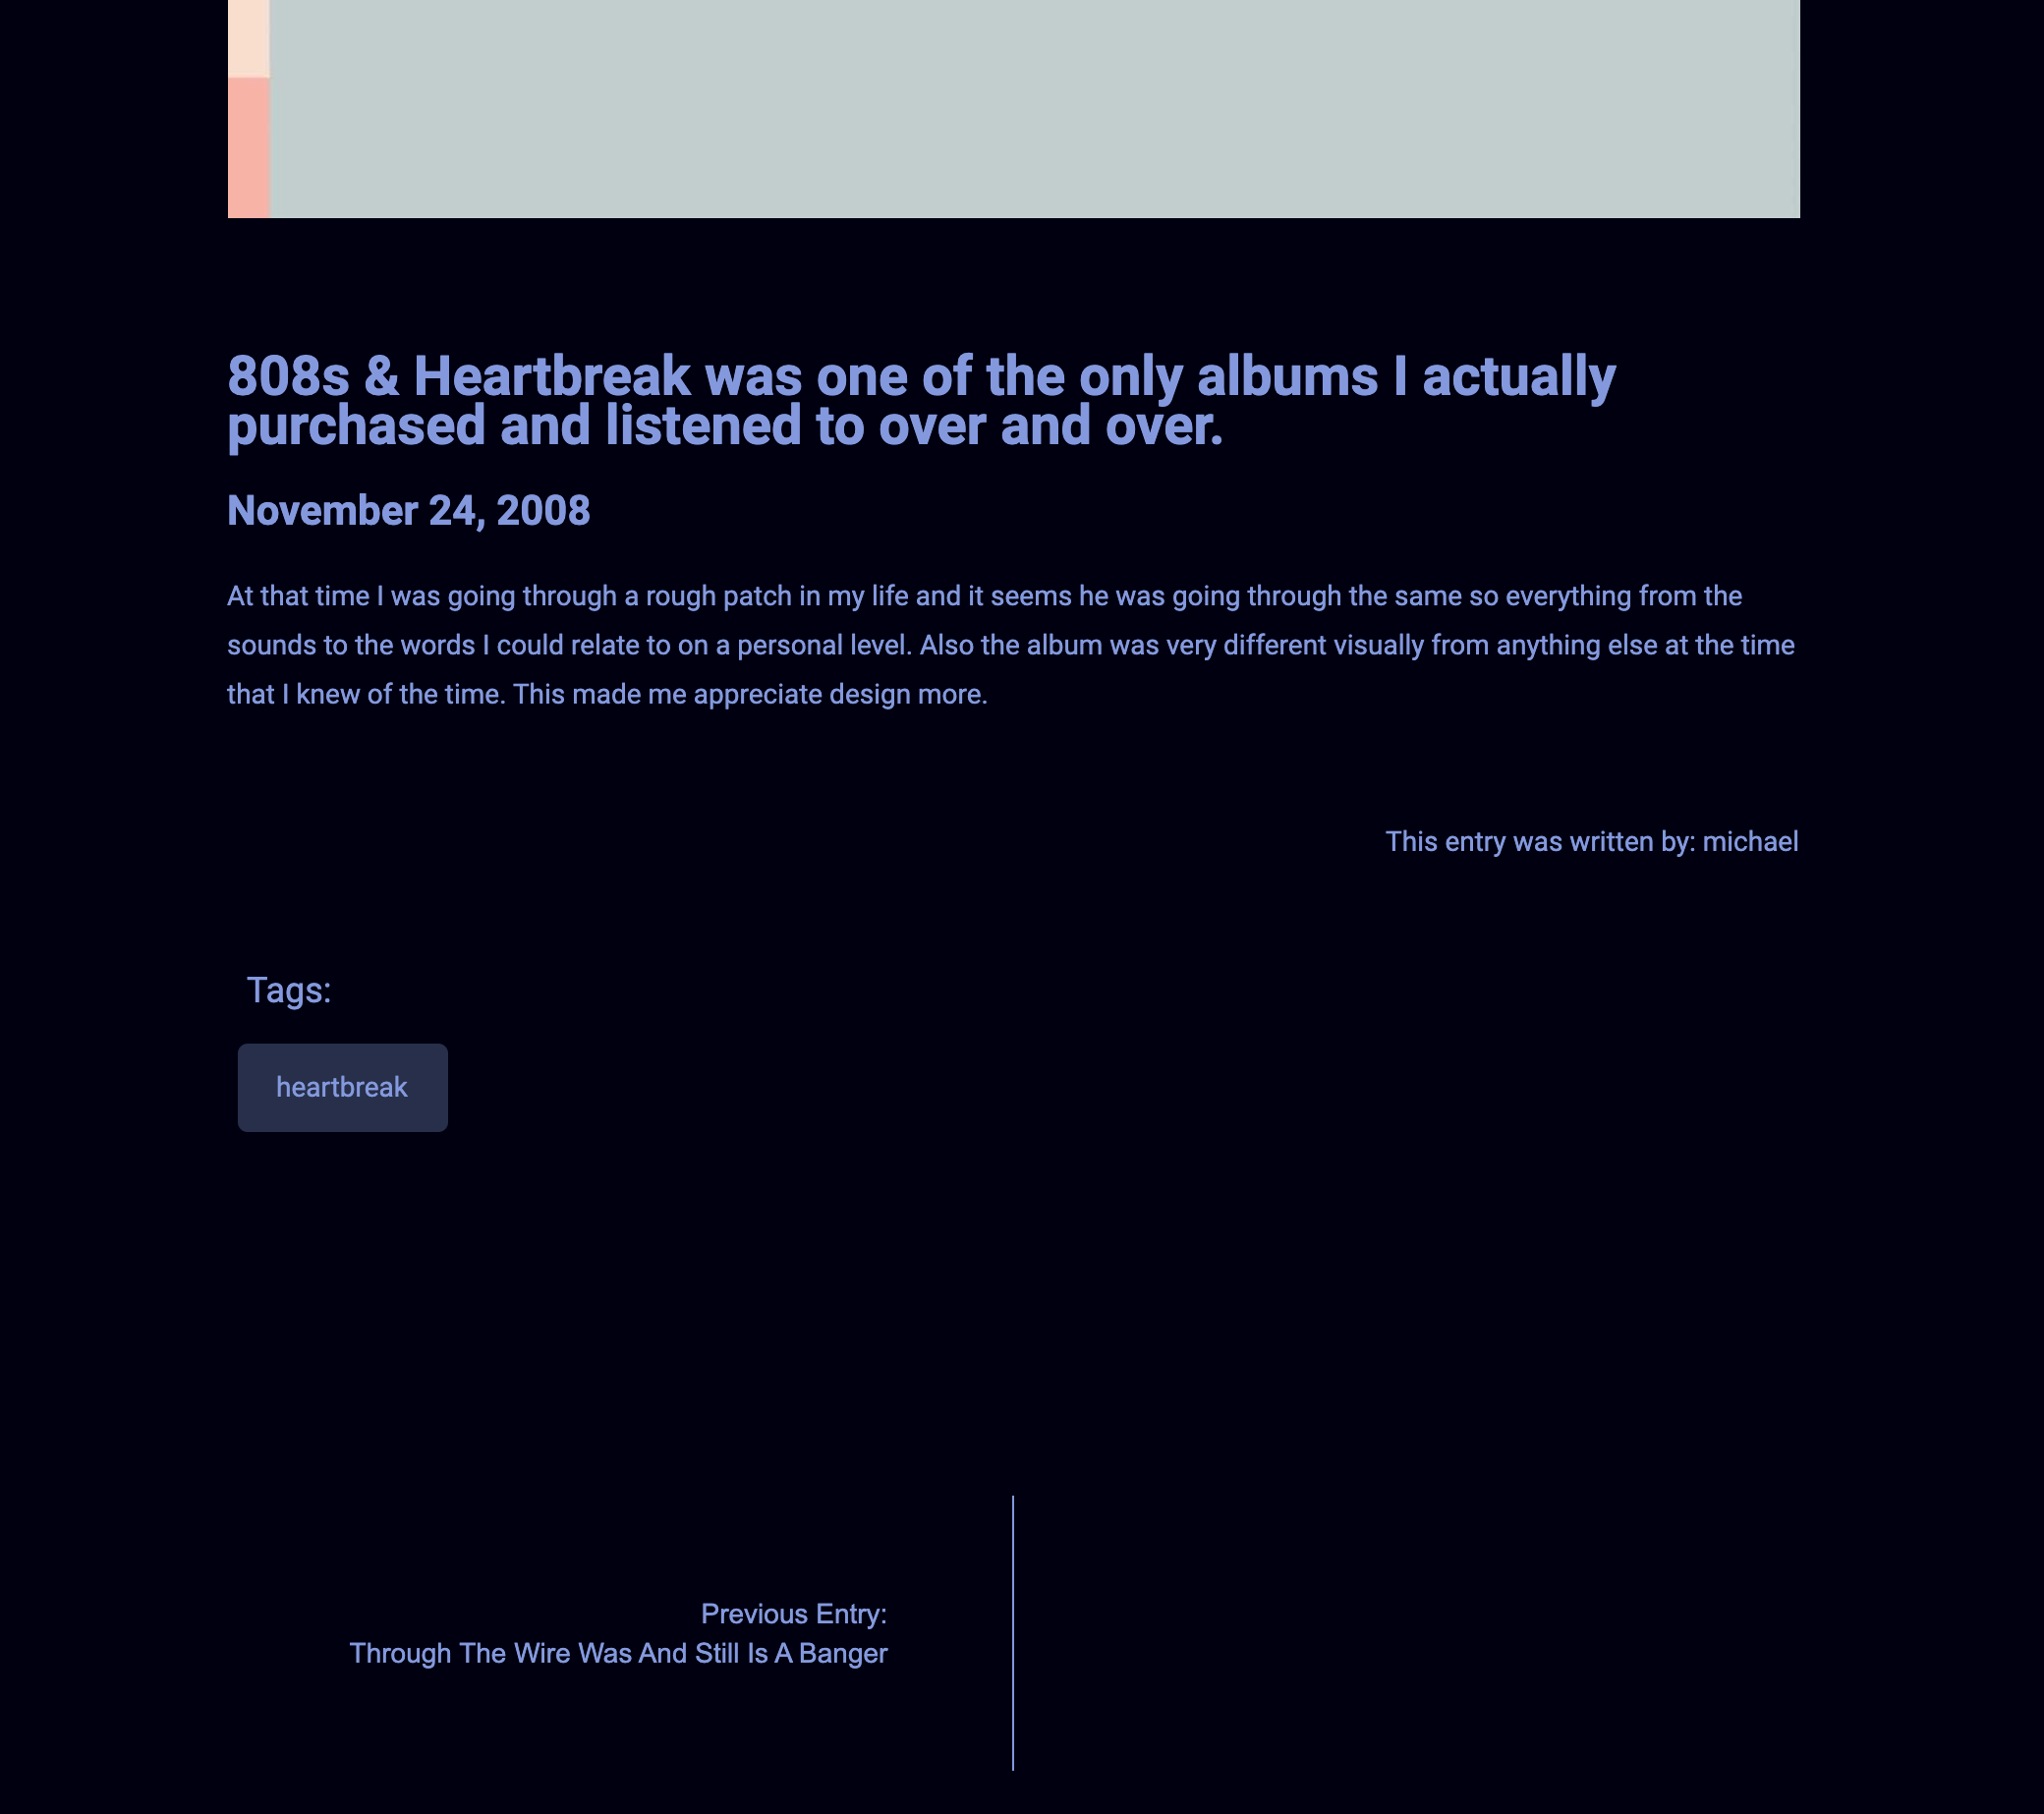 808s & Heartbreak was one of the only albums I actually
purchased and listened to over and over.
November 24, 2008
At that time I was going through a rough patch in my life and it seems he was going through the same so everything from the
sounds to the words I could relate to on a personal level. Also the album was very different visually from anything else at the time
that I knew of the time. This made me appreciate design more.
This entry was written by: michael
Tags:
heartbreak
Previous Entry:
Through The Wire Was And Still Is A Banger